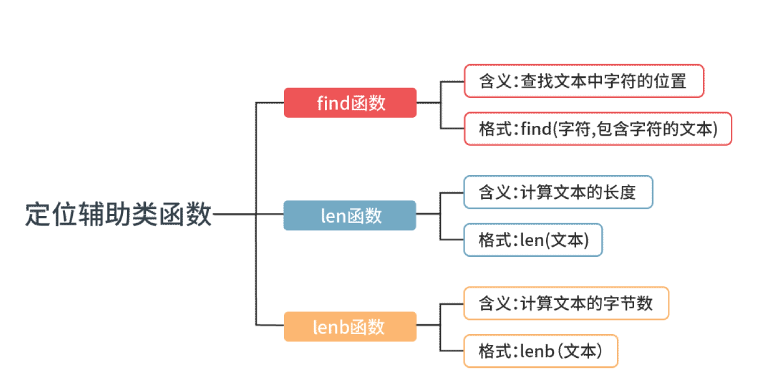 定位辅助类函数
find函数
含义：查找文本中字符的位置
格式：find(字符,包含字符的文本)
len函数
含义：计算文本的长度
格式：len(文本)
lenb函数
含义：计算文本的字节数
格式：lenb（文本）